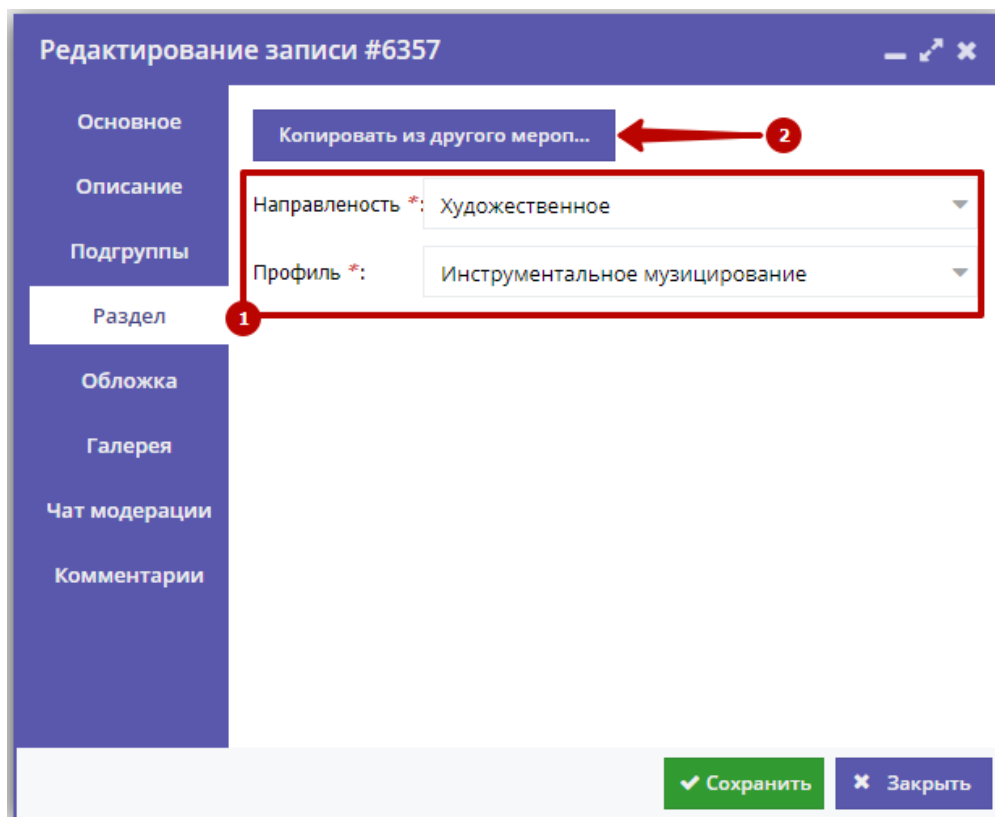 Редактирование записи #6357
Основное
Описание
Подгруппы
Раздел
Обложка
Галерея
Чат модерации
Комментарии
Копировать из другого мероп...
2
Направленость *: Художественное
Профиль *: Инструментальное музицирование
1
Сохранить
Закрыть